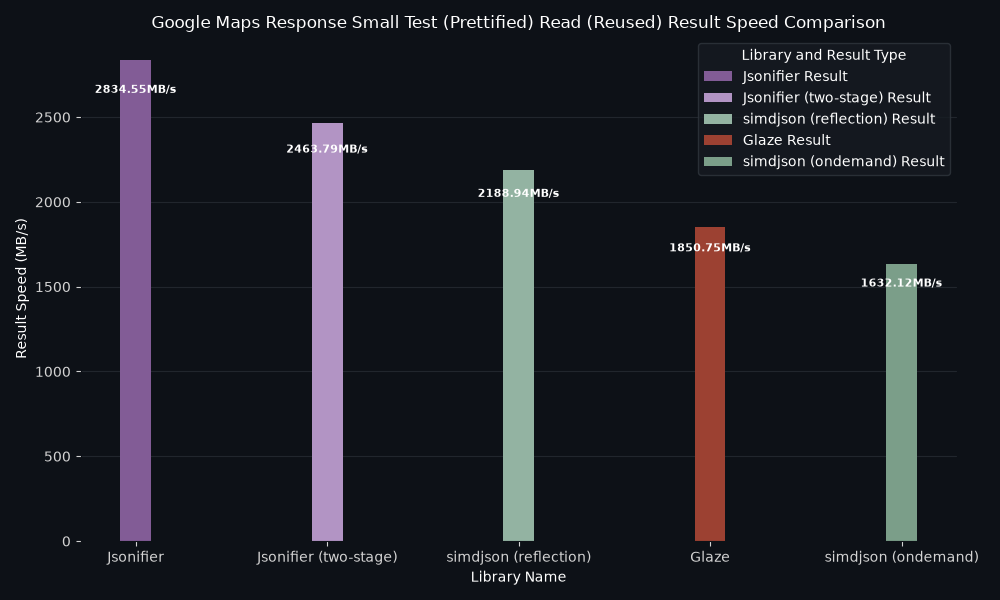 Google Maps Response Small Test (Prettified) Read (Reused) Result Speed Comparison
Library and Result Type
Jsonifier Result
Jsonifier (two-stage) Result
simdjson (reflection) Result
Glaze Result
simdjson (ondemand) Result
2834.55MB/s
2463.79MB/s
2188.94MB/s
1850.75MB/s
1632.12MB/s
Result Speed (MB/s)
2500
2000
1500
1000
500
0
Jsonifier
Jsonifier (two-stage)
simdjson (reflection)
Glaze
simdjson (ondemand)
Library Name